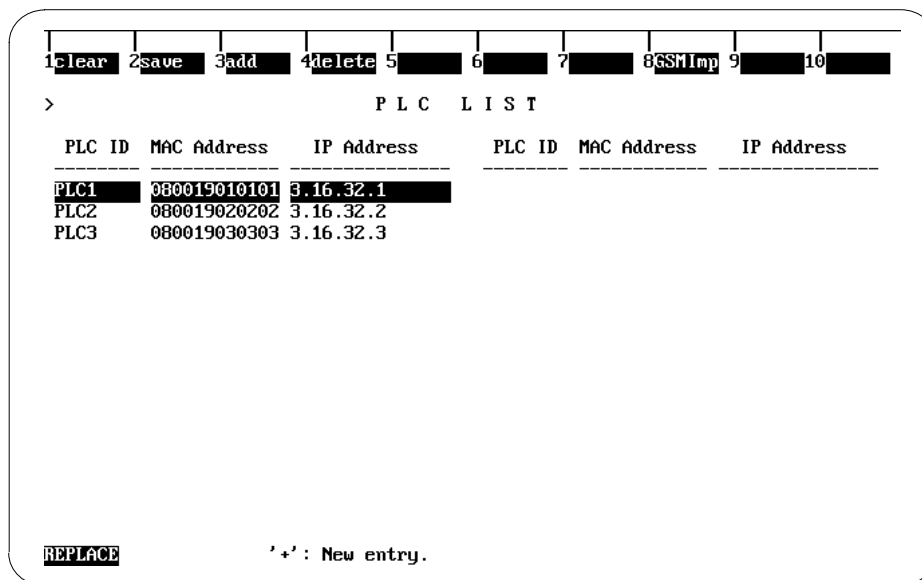 1clear 2save 3add 4delete 5 6 7 8GSMImp 9 10
> P L C L I S T
PLC ID MAC Address IP Address PLC ID MAC Address IP Address
-------- ------------ --------------- -------- ------------ ---------------
PLC1 080019010101 3.16.32.1
PLC2 080019020202 3.16.32.2
PLC3 080019030303 3.16.32.3
REPLACE '+': New entry.